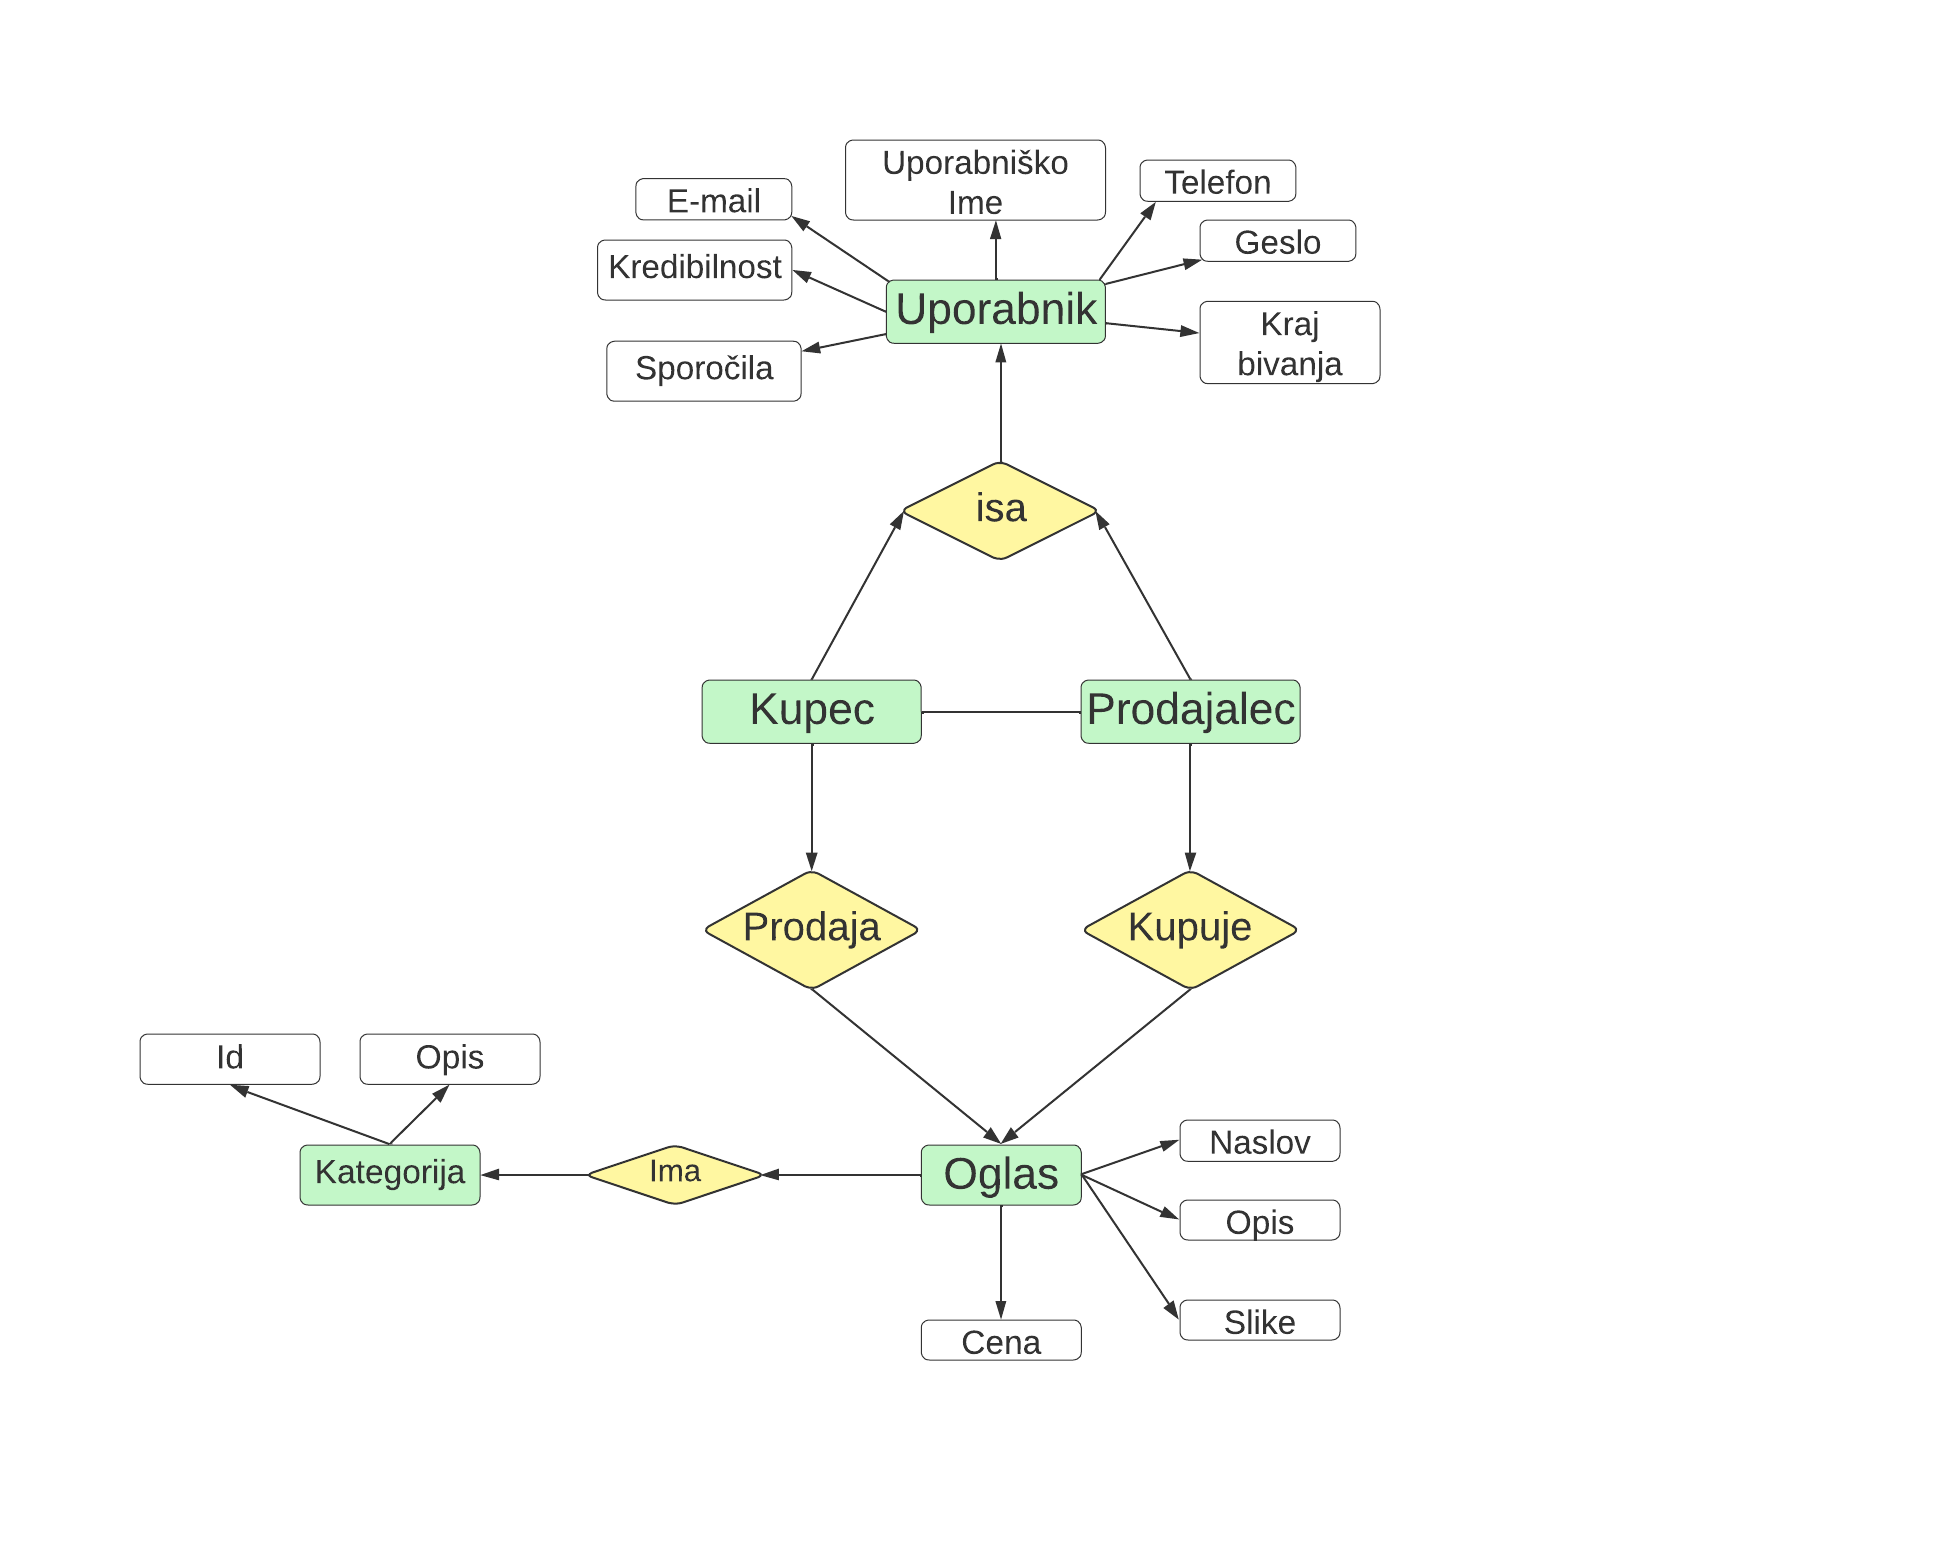 Uporabniško
Ime
Telefon
E-mail
Geslo
Kredibilnost
Uporabnik
Kraj
bivanja
Sporočila
isa
Kupec
Prodajalec
Prodaja
Kupuje
Id
Opis
Naslov
Kategorija
Ima
Oglas
Opis
Slike
Cena